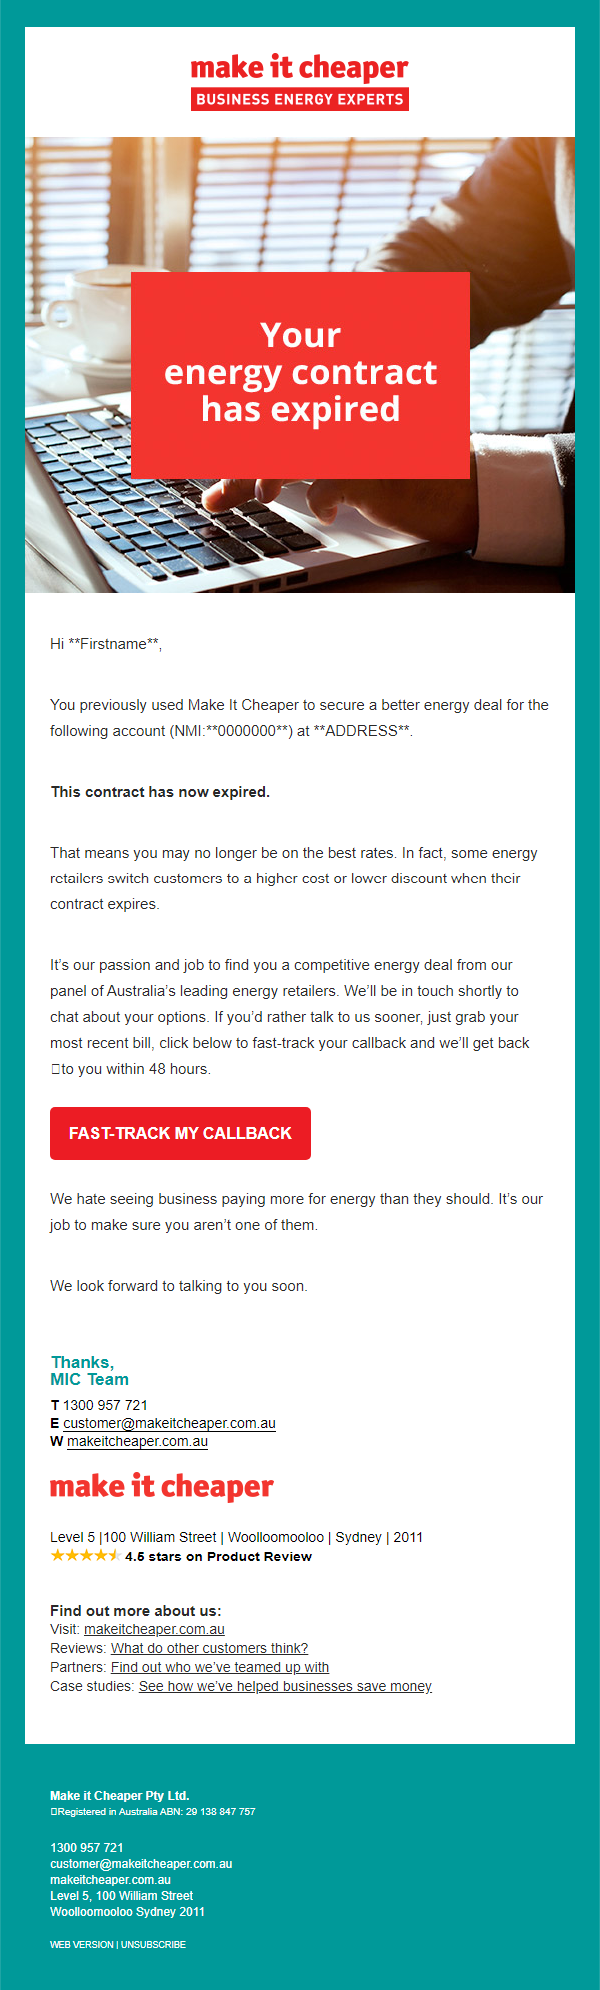 make it cheaper
BUSINESS ENERGY EXPERTS
Your
energy contract
has expired
Hi **Firstname**,
You previously used Make It Cheaper to secure a better energy deal for the
following account (NMI:**0000000**) at **ADDRESS**.
This contract has now expired.
That means you may no longer be on the best rates. In fact, some energy
retailers switch customers to a higher cost or lower discount when their
contract expires.
It’s our passion and job to find you a competitive energy deal from our
panel of Australia’s leading energy retailers. We’ll be in touch shortly to
chat about your options. If you’d rather talk to us sooner, just grab your
most recent bill, click below to fast-track your callback and we’ll get back
to you within 48 hours.
FAST-TRACK MY CALLBACK
We hate seeing business paying more for energy than they should. It’s our
job to make sure you aren’t one of them.
We look forward to talking to you soon.
Thanks,
MIC Team
T 1300 957 721
E customer@makeitcheaper.com.au
W makeitcheaper.com.au
make it cheaper
Level 5 |100 William Street | Woolloomooloo | Sydney | 2011
4.5 stars on Product Review
Find out more about us:
Visit: makeitcheaper.com.au
Reviews: What do other customers think?
Partners: Find out who we’ve teamed up with
Case studies: See how we’ve helped businesses save money
Make it Cheaper Pty Ltd.
Registered in Australia ABN: 29 138 847 757
1300 957 721
customer@makeitcheaper.com.au
makeitcheaper.com.au
Level 5, 100 William Street
Woolloomooloo Sydney 2011
WEB VERSION | UNSUBSCRIBE